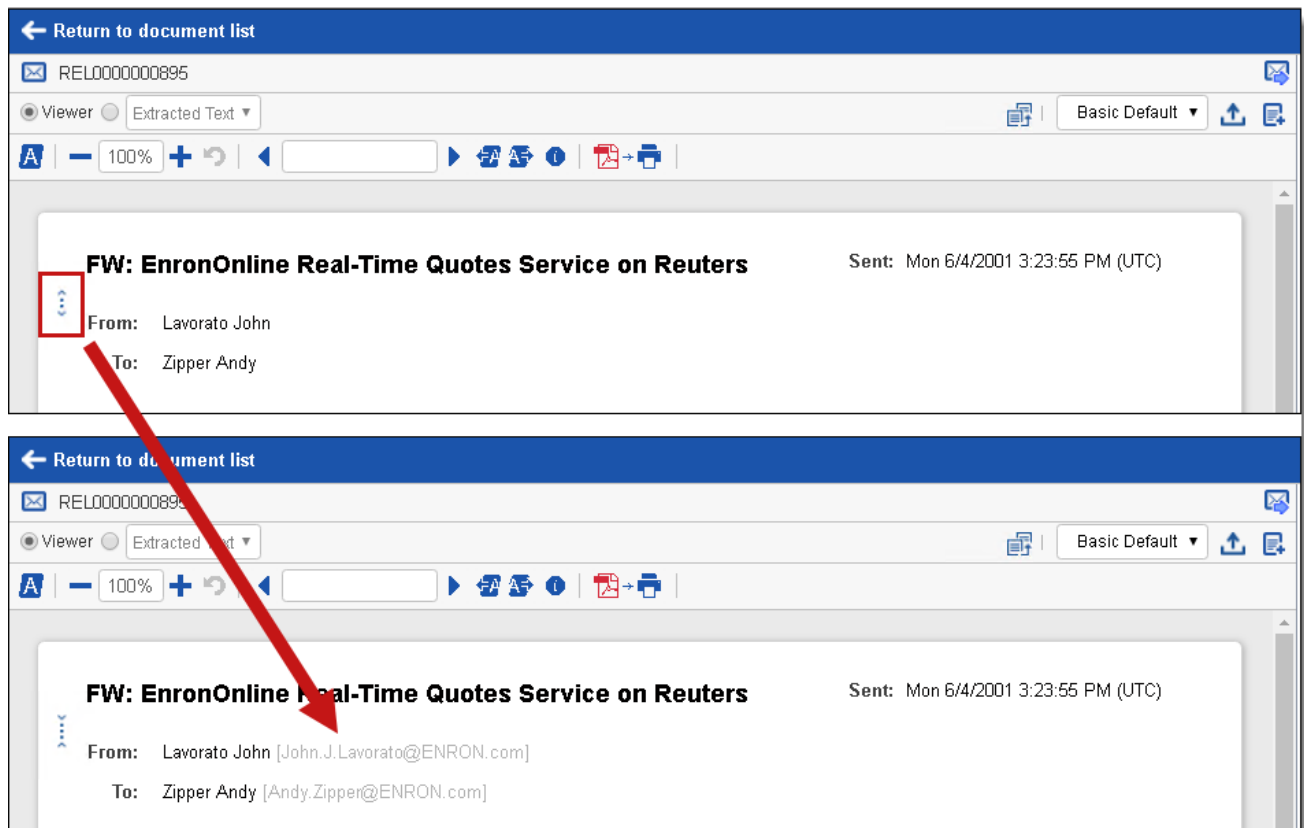 Return to document list
REL0000000895
Viewer Extracted Text Basic Default
A 100% A A i
FW: EnronOnline Real-Time Quotes Service on Reuters Sent: Mon 6/4/2001 3:23:55 PM (UTC)
From: Lavorato John
To: Zipper Andy
Return to document list
REL0000000895
Viewer Extracted Text Basic Default
A 100% A A i
FW: EnronOnline Real-Time Quotes Service on Reuters Sent: Mon 6/4/2001 3:23:55 PM (UTC)
From: Lavorato John [John.J.Lavorato@ENRON.com]
To: Zipper Andy [Andy.Zipper@ENRON.com]